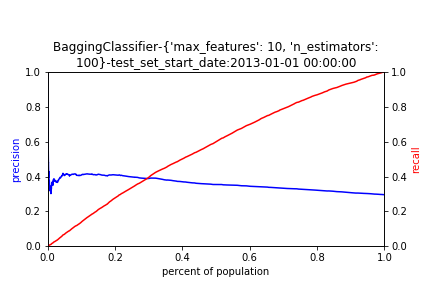 BaggingClassifier-{'max_features': 10, 'n_estimators':
100}-test_set_start_date:2013-01-01 00:00:00
1.0
0.8
0.6
0.4
0.2
0.0
precision
1.0
0.8
0.6
0.4
0.2
0.0
recall
0.0 0.2 0.4 0.6 0.8 1.0
percent of population